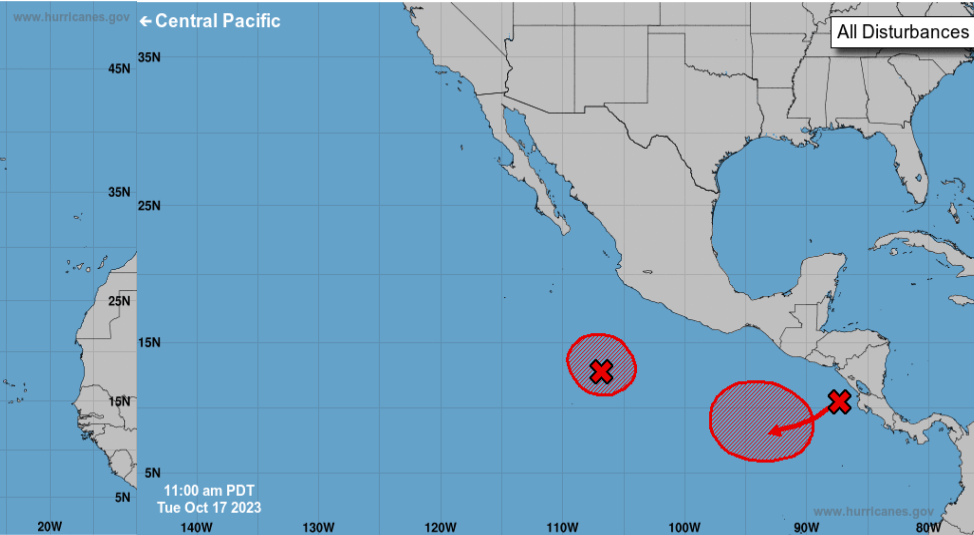 www.hurricanes.gov
← Central Pacific
All Disturbances
35N
45N
35N
25N
25N
15N
15N
5N
5N
11:00 am PDT
Tue Oct 17 2023
www.hurricanes.gov
20W
140W
130W
120W
110W
100W
90W
80W